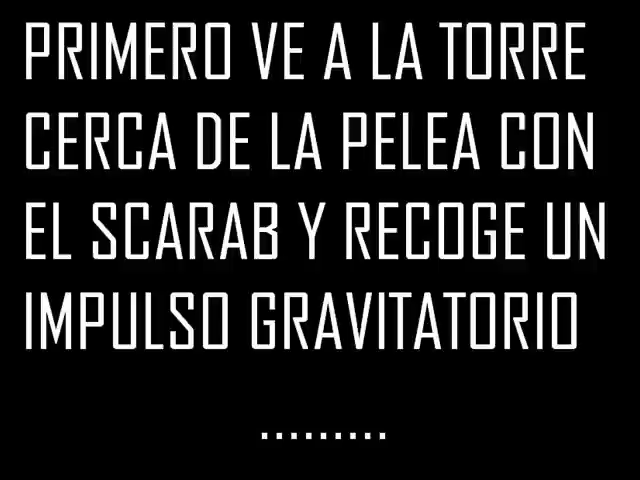 PRIMERO VE A LA TORRE
CERCA DE LA PELEA CON
EL SCARAB Y RECOGE UN
IMPULSO GRAVITATORIO
.........